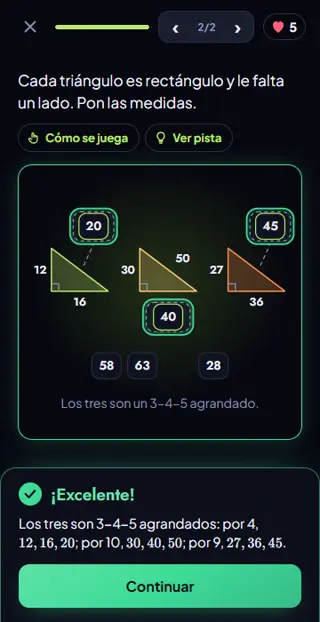 2/2
5
Cada triángulo es rectángulo y le falta
un lado. Pon las medidas.
Cómo se juega
Ver pista
20
45
12
30
50
27
16
36
40
58
63
28
Los tres son un 3–4–5 agrandado.
¡Excelente!
Los tres son 3–4–5 agrandados: por 4,
12, 16, 20; por 10, 30, 40, 50; por 9, 27, 36, 45.
Continuar